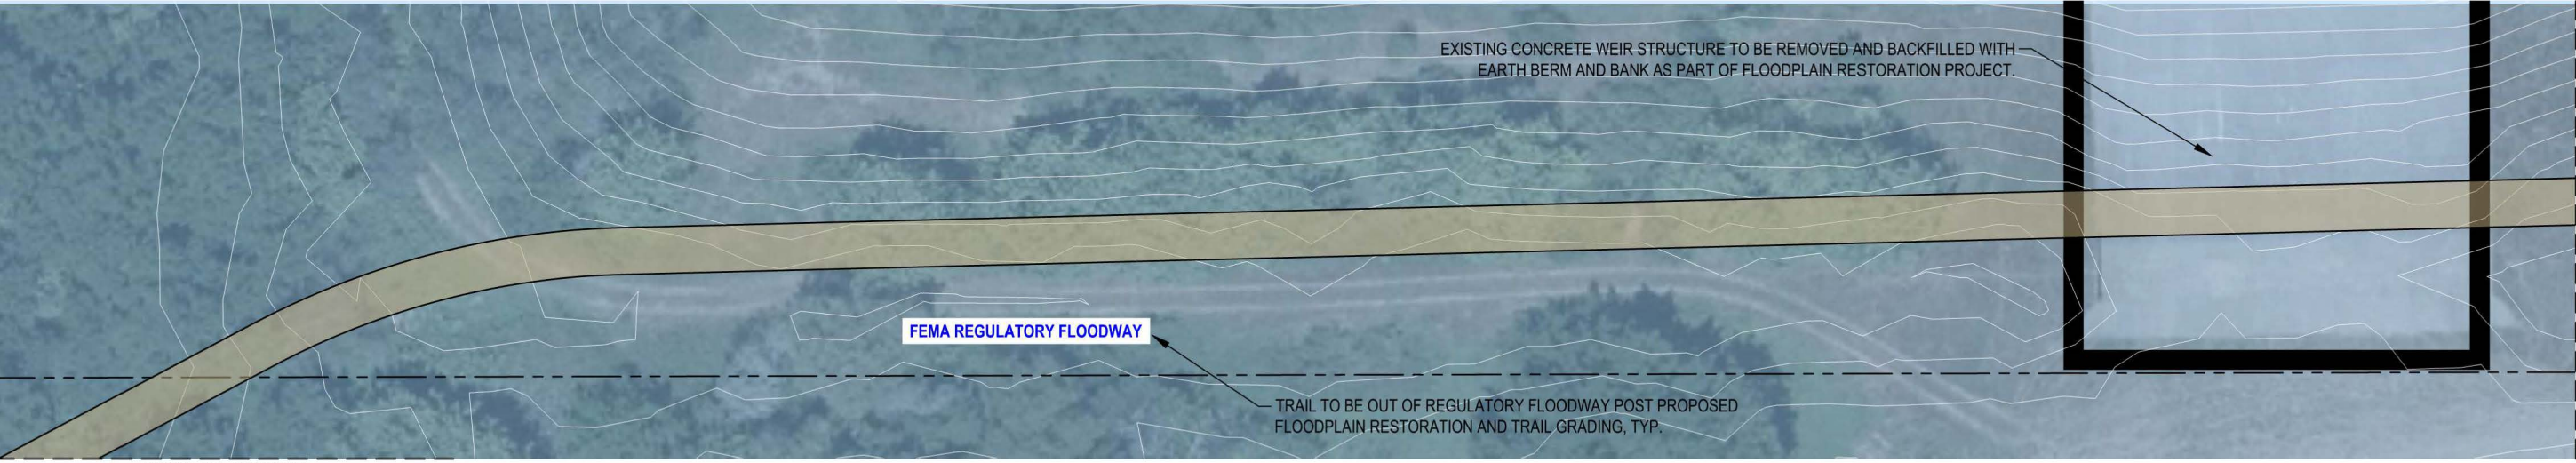 EXISTING CONCRETE WEIR STRUCTURE TO BE REMOVED AND BACKFILLED WITH
EARTH BERM AND BANK AS PART OF FLOODPLAIN RESTORATION PROJECT.
FEMA REGULATORY FLOODWAY
TRAIL TO BE OUT OF REGULATORY FLOODWAY POST PROPOSED
FLOODPLAIN RESTORATION AND TRAIL GRADING, TYP.